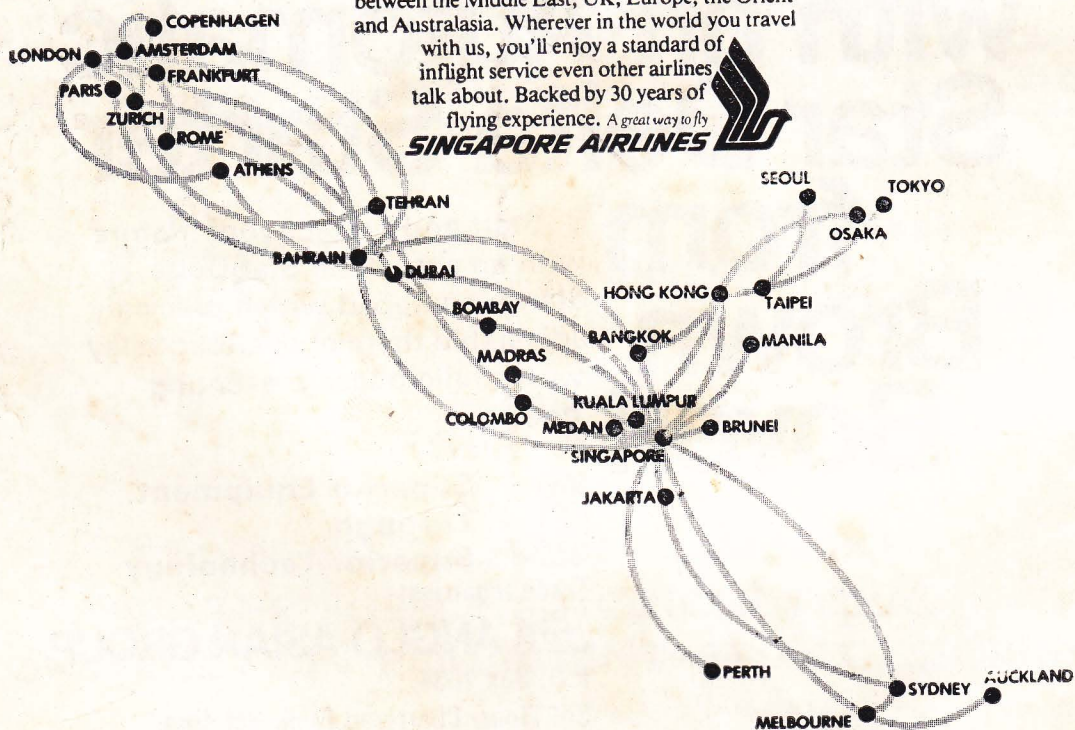 between the Middle East, UK, Europe, the Orient
and Australasia. Wherever in the world you travel
with us, you'll enjoy a standard of
inflight service even other airlines
talk about. Backed by 30 years of
flying experience. A great way to fly
SINGAPORE AIRLINES
COPENHAGEN
LONDON
AMSTERDAM
FRANKFURT
PARIS
ZURICH
ROME
ATHENS
TEHRAN
BAHRAIN
DUBAI
SEOUL
TOKYO
OSAKA
HONG KONG
TAIPEI
BOMBAY
BANGKOK
MANILA
MADRAS
KUALA LUMPUR
COLOMBO
MEDAN
BRUNEI
SINGAPORE
JAKARTA
PERTH
SYDNEY
AUCKLAND
MELBOURNE